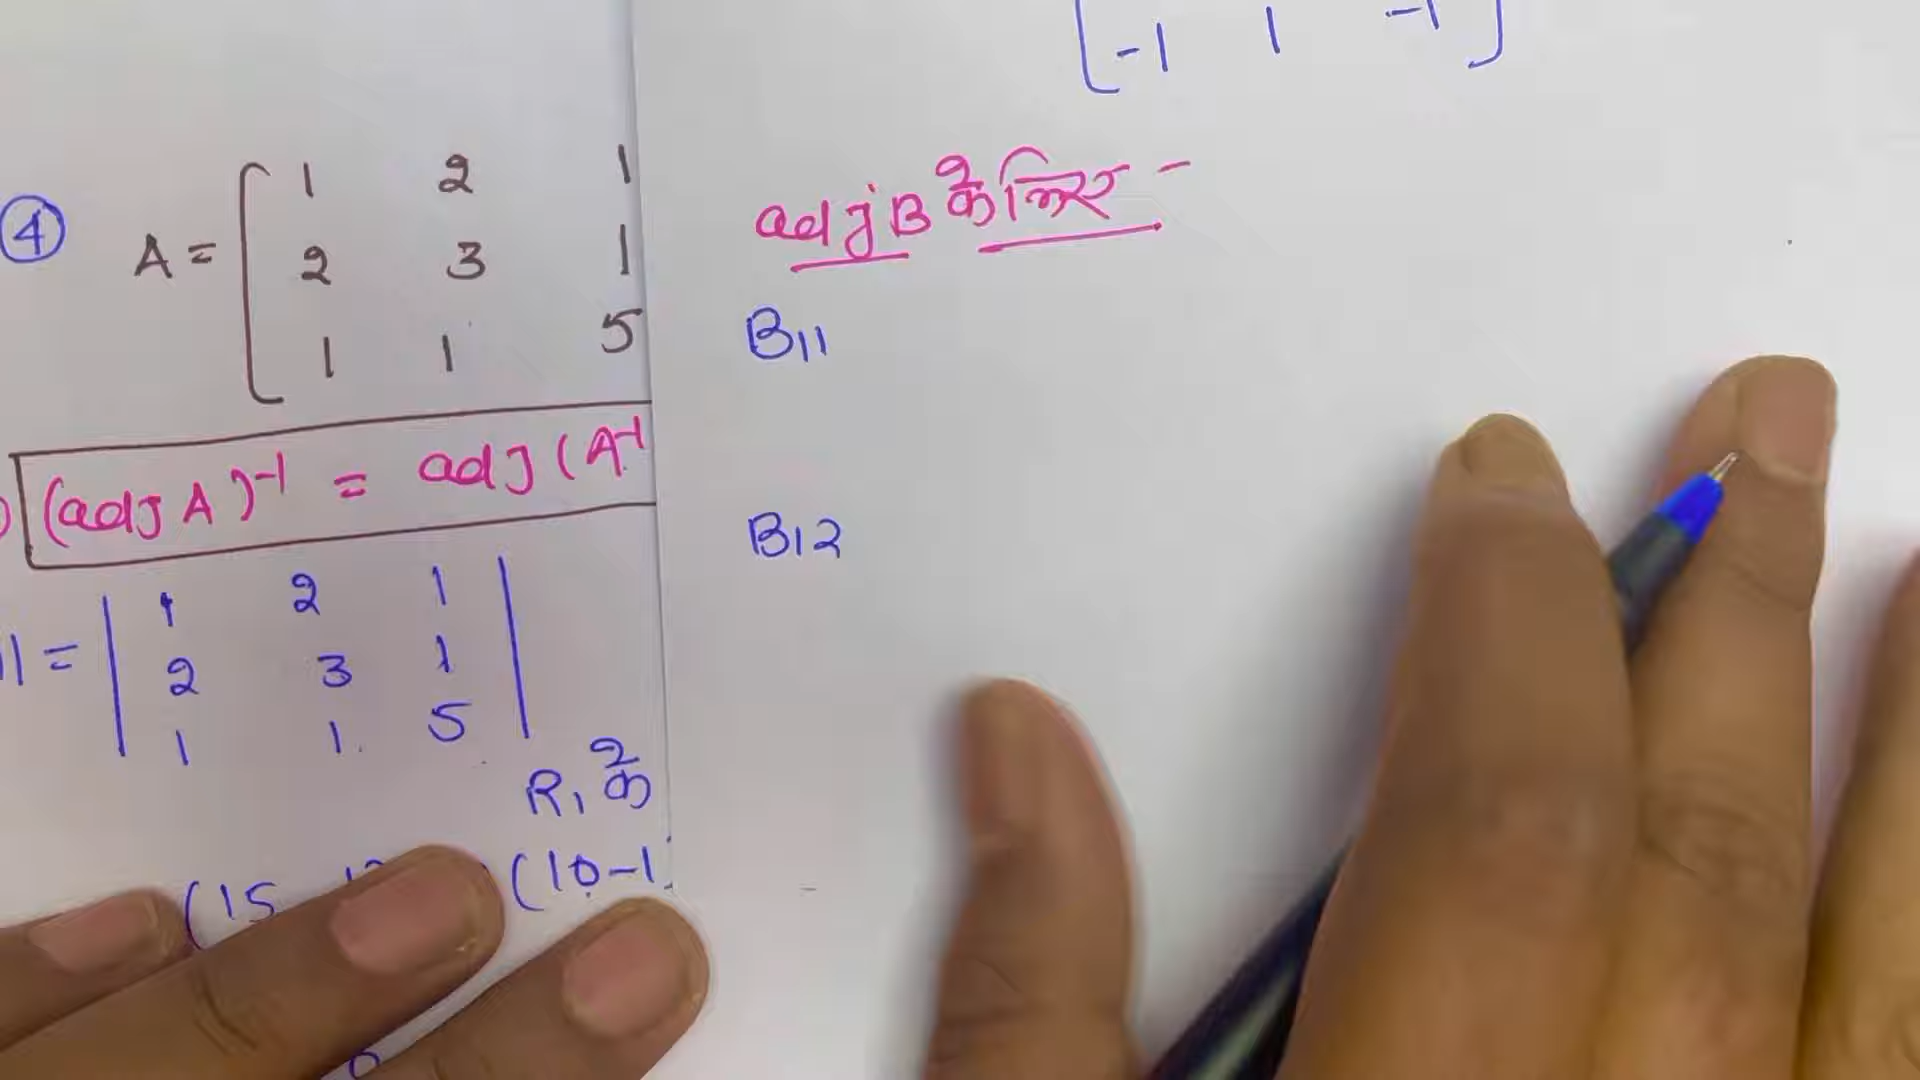 ④ A = [ 1 2 1
2 3 1
1 1 5
(adj A)⁻¹ = adj (A⁻¹
| 1 2 1 |
2 3 1
1 1 5
R₁ के
(15 (10-1
-1 1 -1 ]
adj B के लिए -
B₁₁
B₁₂